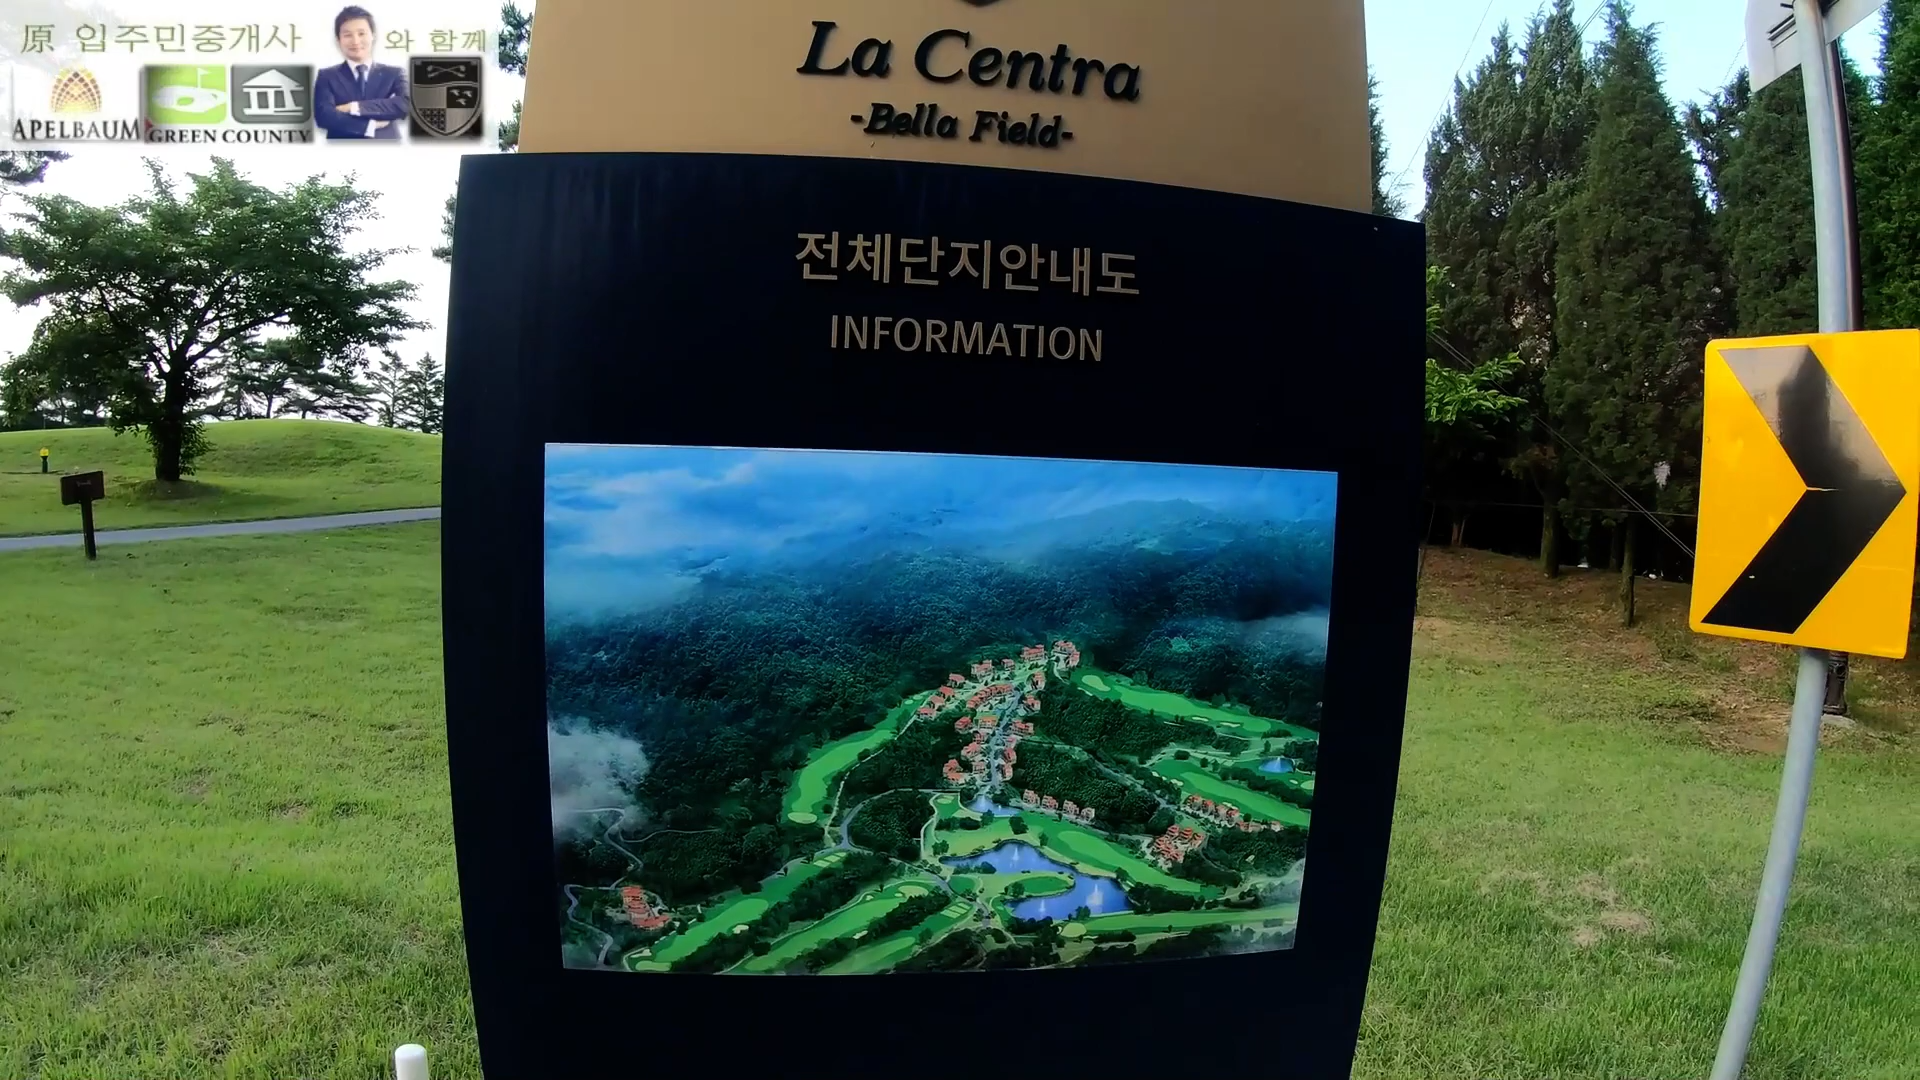 原 입주민중개사 와 함께
APELBAUM
GREEN COUNTY
La Centra
-Bella Field-
전체단지안내도
INFORMATION